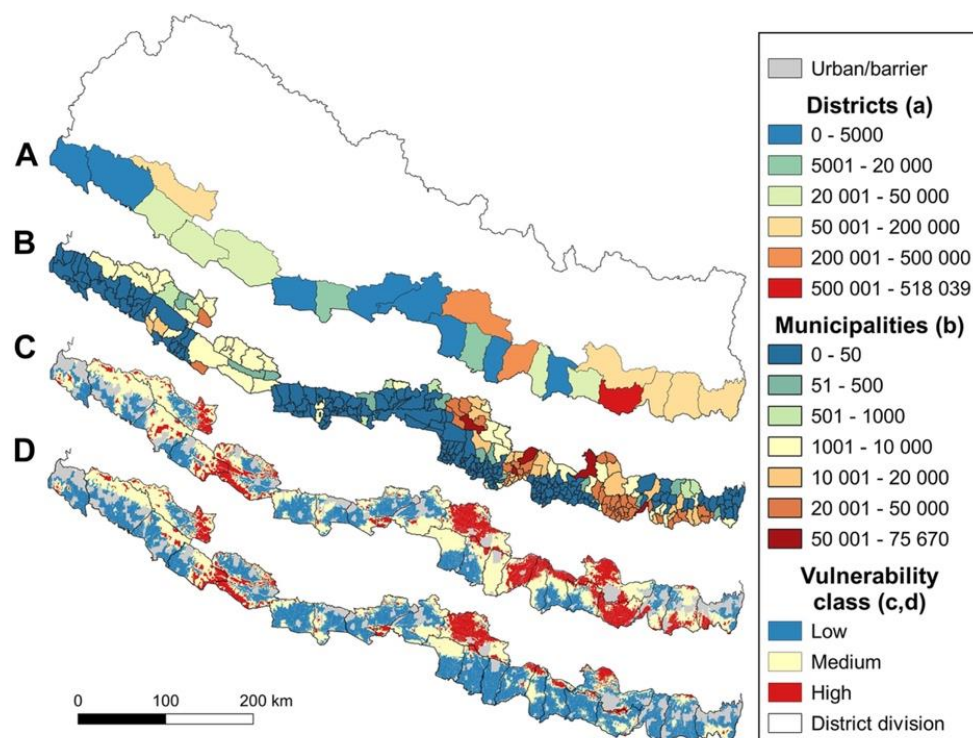 A
B
C
D
0 100 200 km
Urban/barrier
Districts (a)
0 - 5000
5001 - 20 000
20 001 - 50 000
50 001 - 200 000
200 001 - 500 000
500 001 - 518 039
Municipalities (b)
0 - 50
51 - 500
501 - 1000
1001 - 10 000
10 001 - 20 000
20 001 - 50 000
50 001 - 75 670
Vulnerability
class (c,d)
Low
Medium
High
District division